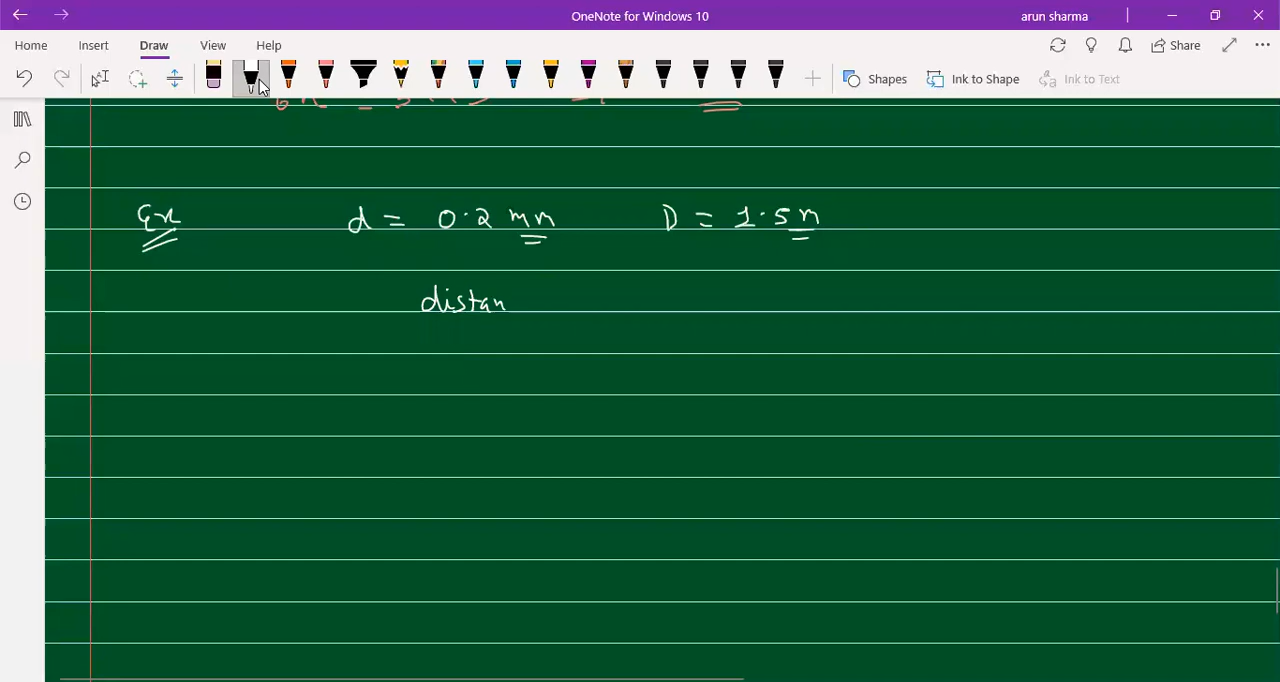 OneNote for Windows 10
arun sharma
Home Insert Draw View Help
Share
Shapes
Ink to Shape
Ink to Text
Ex d = 0.2 mm D = 1.5 m
distan